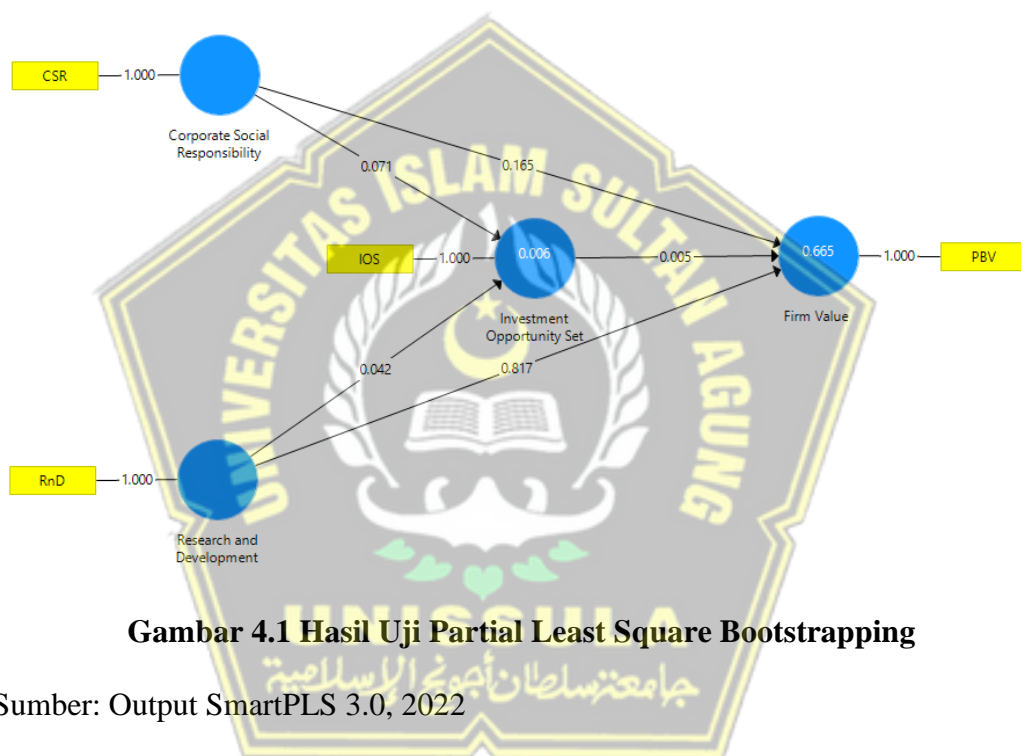 CSR
1.000
Corporate Social
Responsibility
0.071
0.165
UNIVERSITAS ISLAM SULTAN AGUNG
IOS
1.000
0.006
0.005
0.665
1.000
PBV
Investment
Opportunity Set
Firm Value
0.042
0.817
RnD
1.000
Research and
Development
Gambar 4.1 Hasil Uji Partial Least Square Bootstrapping
UNISSULA
جامعتنسلطان أجونج الإسلامية
Sumber: Output SmartPLS 3.0, 2022